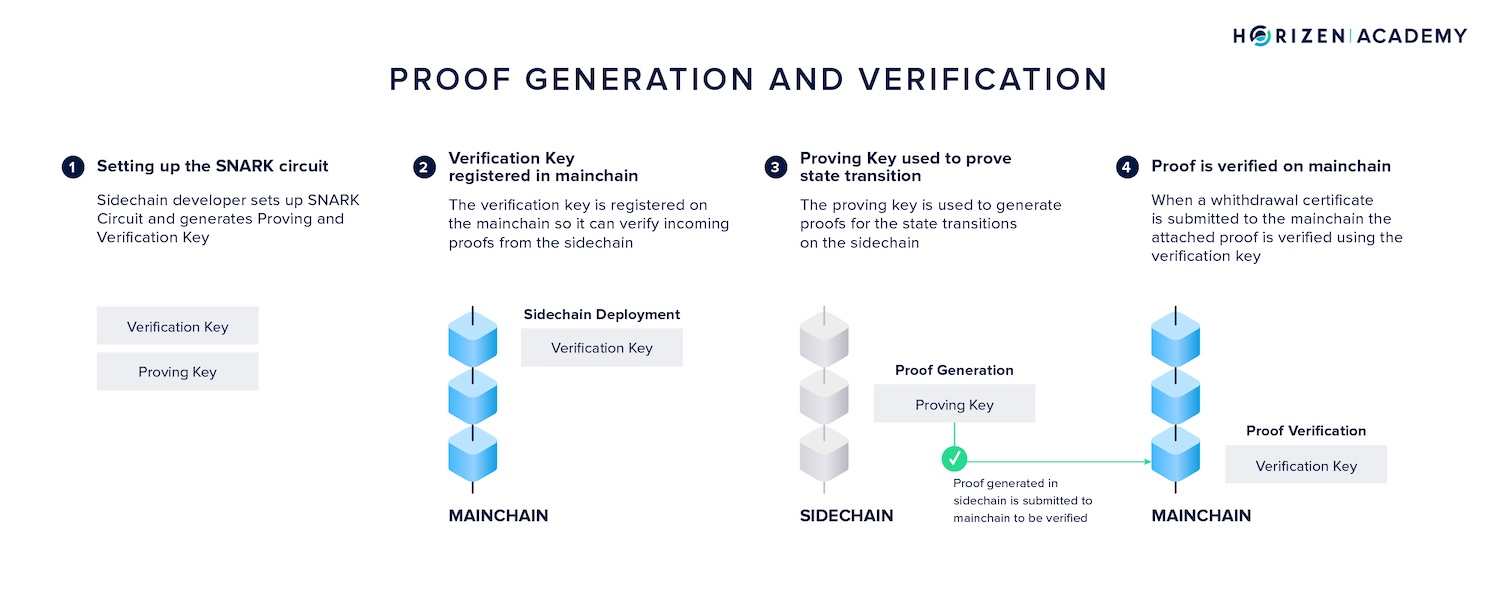 HORIZEN | ACADEMY
PROOF GENERATION AND VERIFICATION
1 Setting up the SNARK circuit
Sidechain developer sets up SNARK
Circuit and generates Proving and
Verification Key
Verification Key
Proving Key
2 Verification Key
registered in mainchain
The verification key is registered on
the mainchain so it can verify incoming
proofs from the sidechain
Sidechain Deployment
Verification Key
MAINCHAIN
3 Proving Key used to prove
state transition
The proving key is used to generate
proofs for the state transitions
on the sidechain
Proof Generation
Proving Key
Proof generated in
sidechain is submitted to
mainchain to be verified
SIDECHAIN
4 Proof is verified on mainchain
When a whithdrawal certificate
is submitted to the mainchain the
attached proof is verified using the
verification key
Proof Verification
Verification Key
MAINCHAIN